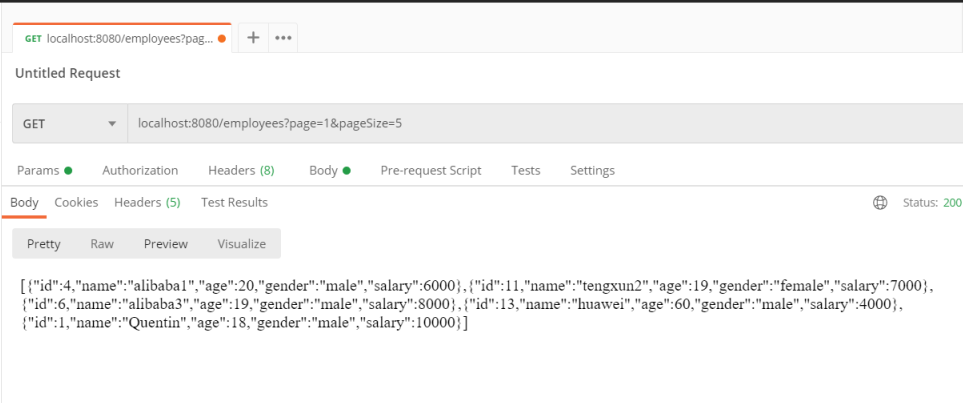 GET localhost:8080/employees?pag...
Untitled Request
GET localhost:8080/employees?page=1&pageSize=5
Params Authorization Headers (8) Body Pre-request Script Tests Settings
Body Cookies Headers (5) Test Results Status: 200
Pretty Raw Preview Visualize
[{"id":4,"name":"alibaba1","age":20,"gender":"male","salary":6000},{"id":11,"name":"tengxun2","age":19,"gender":"female","salary":7000},
{"id":6,"name":"alibaba3","age":19,"gender":"male","salary":8000},{"id":13,"name":"huawei","age":60,"gender":"male","salary":4000},
{"id":1,"name":"Quentin","age":18,"gender":"male","salary":10000}]